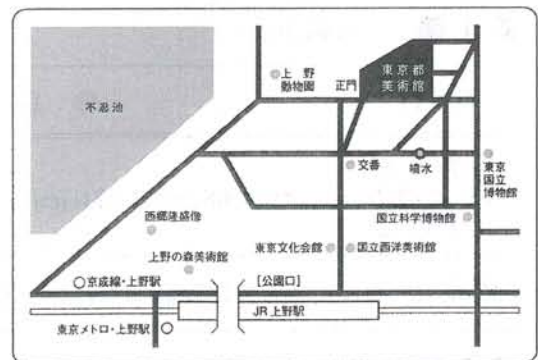 不忍池
上野
動物園
正門
東京都
美術館
交番
噴水
東京
国立
博物館
西郷隆盛像
国立科学博物館
上野の森美術館
東京文化会館
国立西洋美術館
京成線・上野駅
[公園口]
JR上野駅
東京メトロ・上野駅